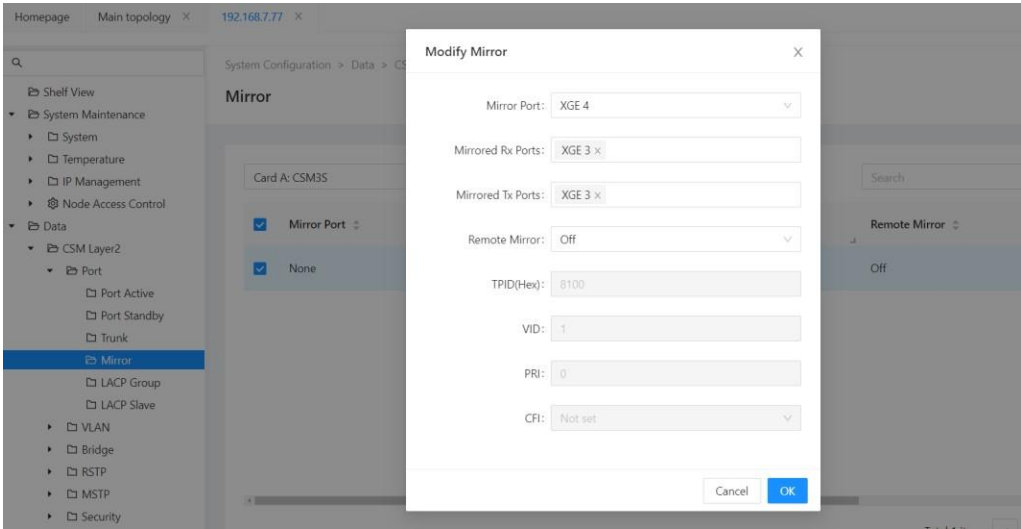 Homepage
Main topology ×
192.168.7.77 ×
System Configuration > Data > CS
Mirror
Shelf View
System Maintenance
System
Temperature
IP Management
Node Access Control
Data
CSM Layer2
Port
Port Active
Port Standby
Trunk
Mirror
LACP Group
LACP Slave
VLAN
Bridge
RSTP
MSTP
Security
Card A: CSM3S
Search
Mirror Port
Remote Mirror
None
Off
Modify Mirror
Mirror Port: XGE 4
Mirrored Rx Ports: XGE 3 ×
Mirrored Tx Ports: XGE 3 ×
Remote Mirror: Off
TPID(Hex): 8100
VID: 1
PRI: 0
CFI: Not set
Cancel OK